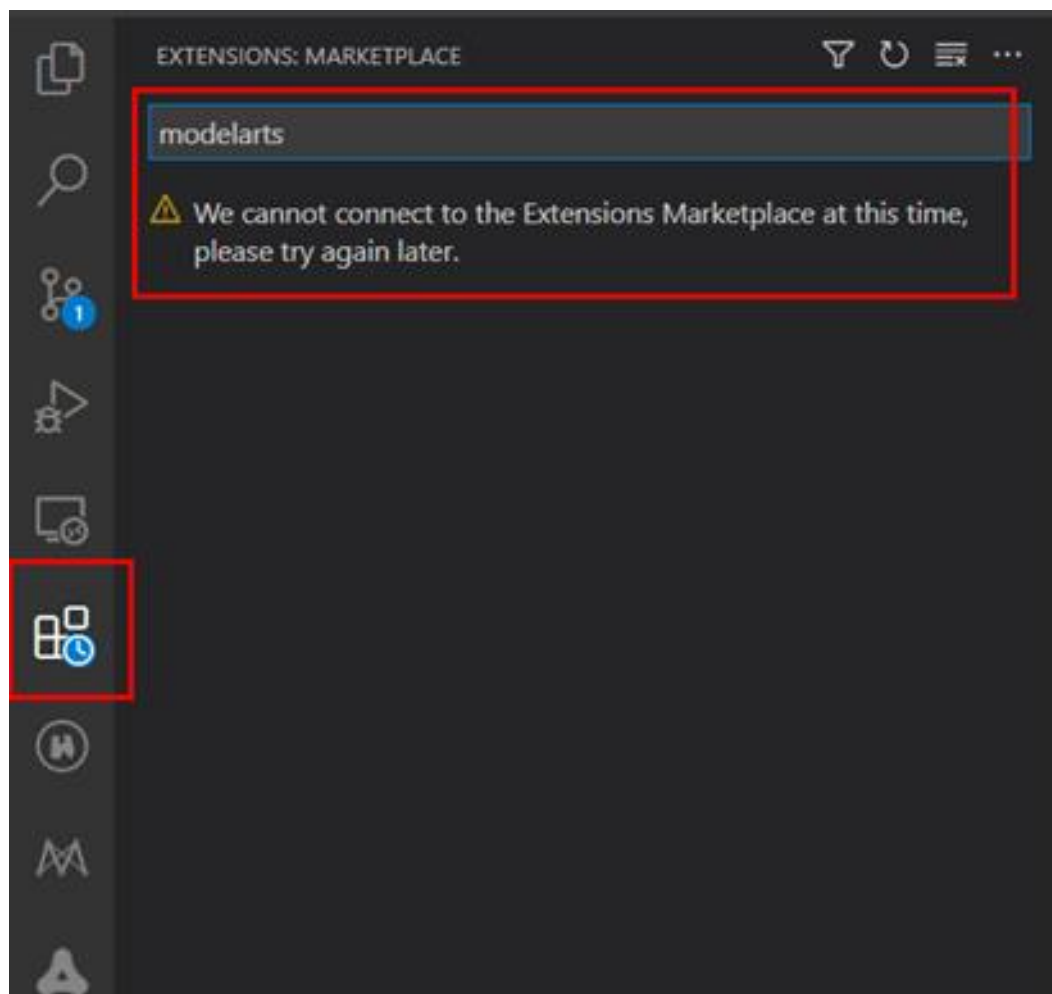 EXTENSIONS: MARKETPLACE
modelarts
We cannot connect to the Extensions Marketplace at this time,
please try again later.
1